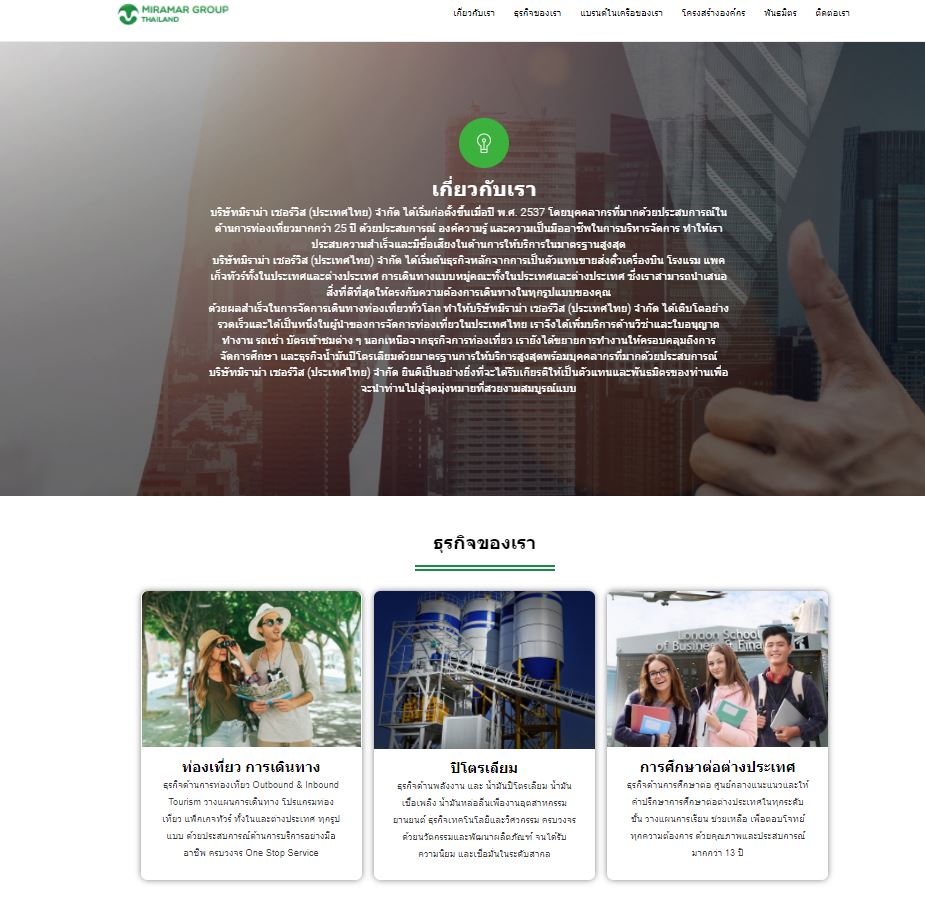 MIRAMAR GROUP
THAILAND
เกี่ยวกับเรา ธุรกิจของเรา แบรนด์ในเครือของเรา โครงสร้างองค์กร พันธมิตร ติดต่อเรา
เกี่ยวกับเรา
บริษัทมิราม่า เซอร์วิส (ประเทศไทย) จำกัด ได้เริ่มก่อตั้งขึ้นเมื่อปี พ.ศ. 2537 โดยบุคคลากรที่มากด้วยประสบการณ์ใน
ด้านการท่องเที่ยวมากกว่า 25 ปี ด้วยประสบการณ์ องค์ความรู้ และความเป็นมืออาชีพในการบริหารจัดการ ทำให้เรา
ประสบความสำเร็จและมีชื่อเสียงในด้านการให้บริการในมาตรฐานสูงสุด
บริษัทมิราม่า เซอร์วิส (ประเทศไทย) จำกัด ได้เริ่มต้นธุรกิจหลักจากการเป็นตัวแทนขายส่งตั๋วเครื่องบิน โรงแรม แพค
เก็จทัวร์ทั้งในประเทศและต่างประเทศ การเดินทางแบบหมู่คณะทั้งในประเทศและต่างประเทศ ซึ่งเราสามารถนำเสนอ
สิ่งที่ดีที่สุดให้ตรงกับความต้องการเดินทางในทุกรูปแบบของคุณ
ด้วยผลสำเร็จในการจัดการเดินทางท่องเที่ยวทั่วโลก ทำให้บริษัทมิราม่า เซอร์วิส (ประเทศไทย) จำกัด ได้เติบโตอย่าง
รวดเร็วและได้เป็นหนึ่งในผู้นำของการจัดการท่องเที่ยวในประเทศไทย เราจึงได้เพิ่มบริการด้านวีซ่าและใบอนุญาต
ทำงาน รถเช่า บัตรเข้าชมต่าง ๆ นอกเหนือจากธุรกิจการท่องเที่ยว เรายังได้ขยายการทำงานให้ครอบคลุมถึงการ
จัดการศึกษา และธุรกิจน้ำมันปิโตรเลียมด้วยมาตรฐานการให้บริการสูงสุดพร้อมบุคคลากรที่มากด้วยประสบการณ์
บริษัทมิราม่า เซอร์วิส (ประเทศไทย) จำกัด ยินดีเป็นอย่างยิ่งที่จะได้รับเกียรติให้เป็นตัวแทนและพันธมิตรของท่านเพื่อ
จะนำท่านไปสู่จุดมุ่งหมายที่สวยงามสมบูรณ์แบบ
ธุรกิจของเรา
London School
of Business & Fina
ท่องเที่ยว การเดินทาง
ธุรกิจด้านการท่องเที่ยว Outbound & Inbound
Tourism วางแผนการเดินทาง โปรแกรมท่อง
เที่ยว แพ็กเกจทัวร์ ทั้งในและต่างประเทศ ทุกรูป
แบบ ด้วยประสบการณ์ด้านการบริการอย่างมือ
อาชีพ ครบวงจร One Stop Service
ปิโตรเลียม
ธุรกิจด้านพลังงาน และ น้ำมันปิโตรเลียม น้ำมัน
เชื้อเพลิง น้ำมันหล่อลื่นเพื่องานอุตสาหกรรม
ยานยนต์ ธุรกิจเทคโนโลยีและวิศวกรรม ครบวงจร
ด้วยนวัตกรรมและพัฒนาผลิตภัณฑ์ จนได้รับ
ความนิยม และเชื่อมั่นในระดับสากล
การศึกษาต่อต่างประเทศ
ธุรกิจด้านการศึกษาต่อ ศูนย์กลางแนะแนวและให้
คำปรึกษาการศึกษาต่อต่างประเทศในทุกระดับ
ชั้น วางแผนการเรียน ช่วยเหลือ เพื่อตอบโจทย์
ทุกความต้องการ ด้วยคุณภาพและประสบการณ์
มากกว่า 13 ปี